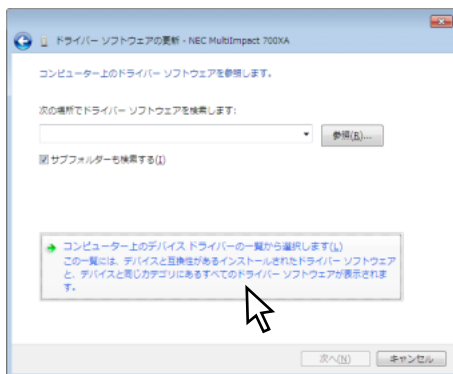 ドライバー ソフトウェアの更新 - NEC MultiImpact 700XA
コンピューター上のドライバー ソフトウェアを参照します。
次の場所でドライバー ソフトウェアを検索します:
参照(R)...
サブフォルダーも検索する(I)
コンピューター上のデバイス ドライバーの一覧から選択します(L)
この一覧には、デバイスと互換性があるインストールされたドライバー ソフトウェア
と、デバイスと同じカテゴリにあるすべてのドライバー ソフトウェアが表示されま
す。
次へ(N) キャンセル